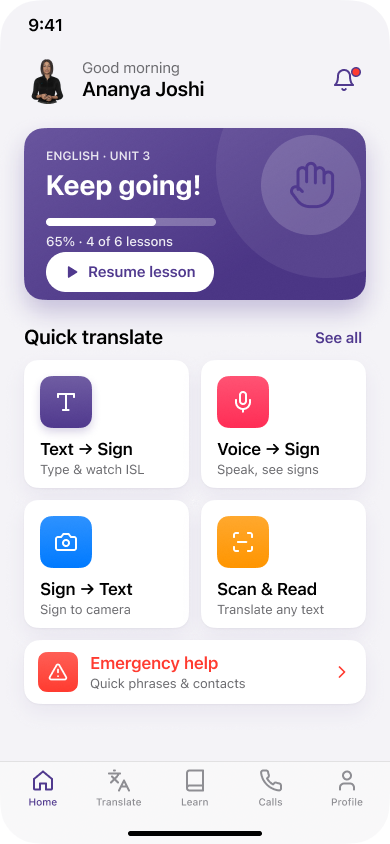 9:41
Good morning
Ananya Joshi
ENGLISH · UNIT 3
Keep going!
65% · 4 of 6 lessons
Resume lesson
Quick translate
See all
Text → Sign
Type & watch ISL
Voice → Sign
Speak, see signs
Sign → Text
Sign to camera
Scan & Read
Translate any text
Emergency help
Quick phrases & contacts
Home
Translate
Learn
Calls
Profile